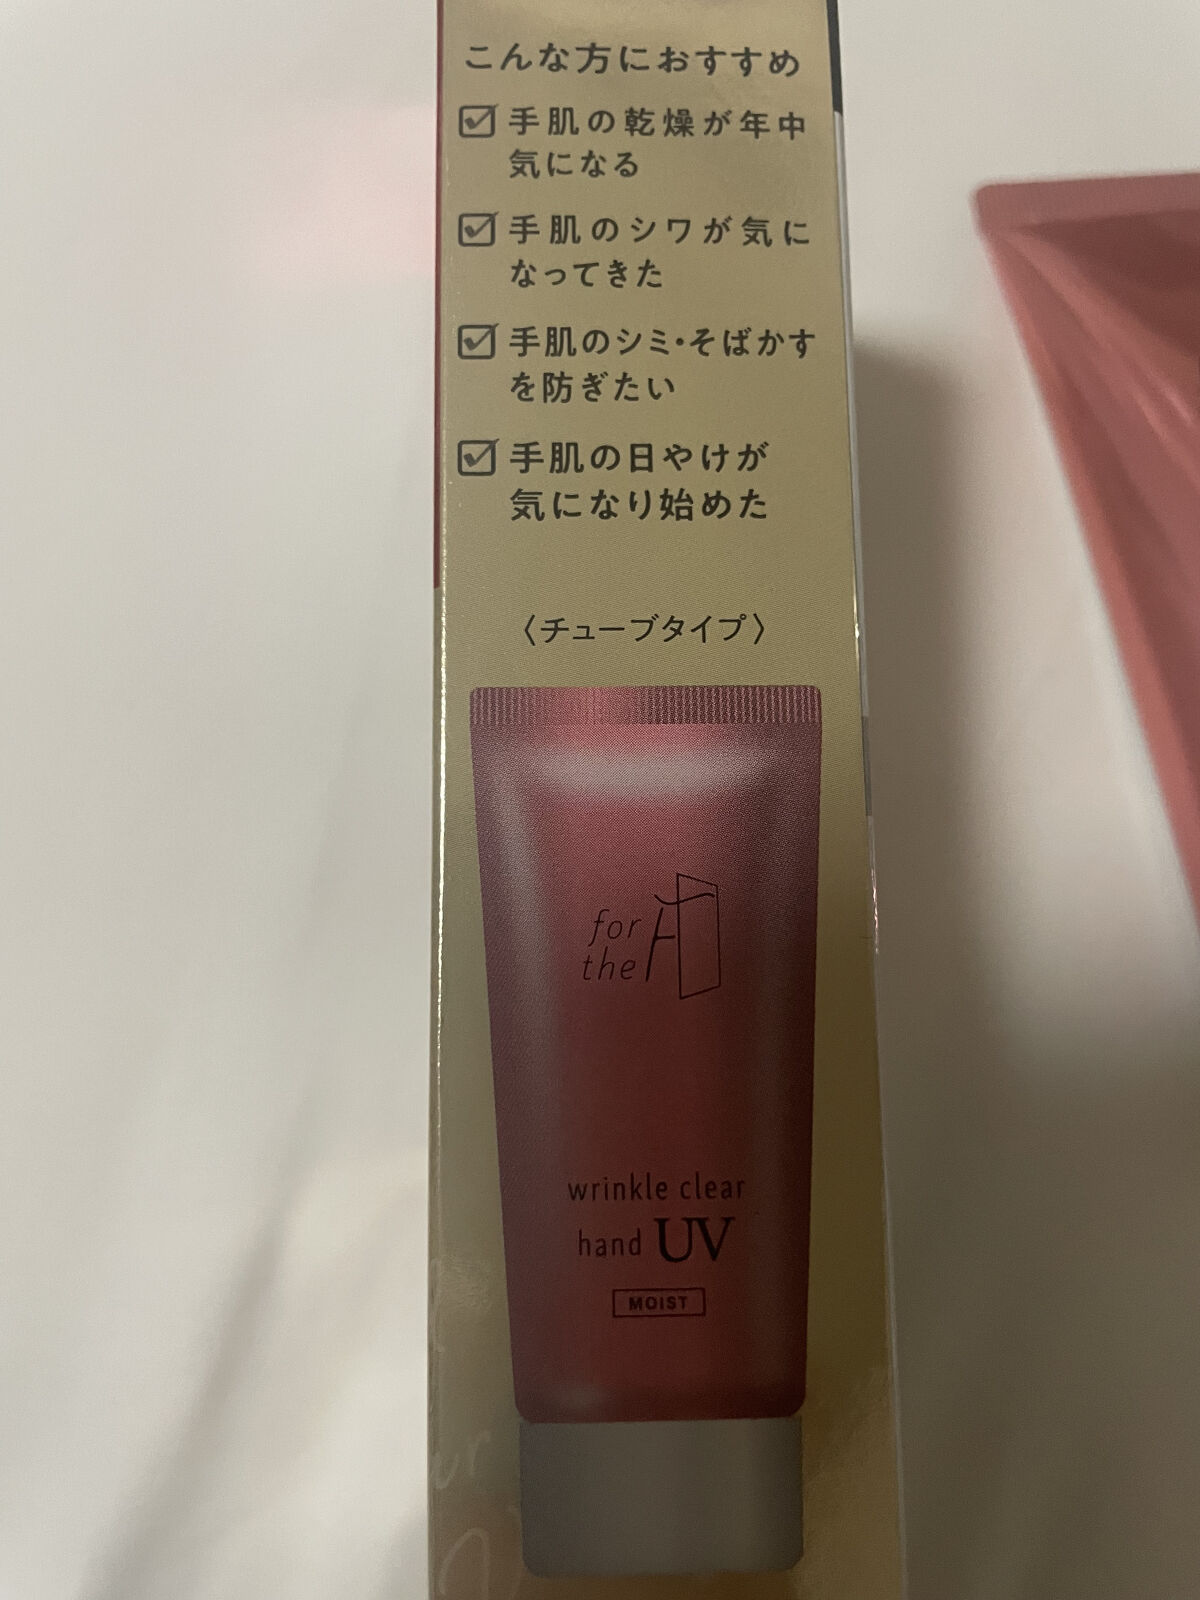 こんな方におすすめ
手肌の乾燥が年中
気になる
手肌のシワが気に
なってきた
手肌のシミ・そばかす
を防ぎたい
手肌の日やけが
気になり始めた
〈チューブタイプ〉
for
the F
wrinkle clear
hand UV
MOIST